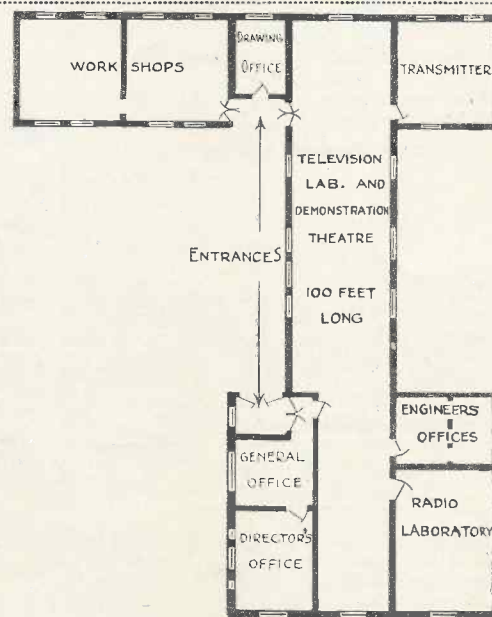 DRAWING
OFFICE
WORK SHOPS
TRANSMITTER
TELEVISION
LAB. AND
DEMONSTRATION
THEATRE
ENTRANCES
100 FEET
LONG
ENGINEERS
OFFICES
GENERAL
OFFICE
RADIO
LABORATORY
DIRECTOR'S
OFFICE